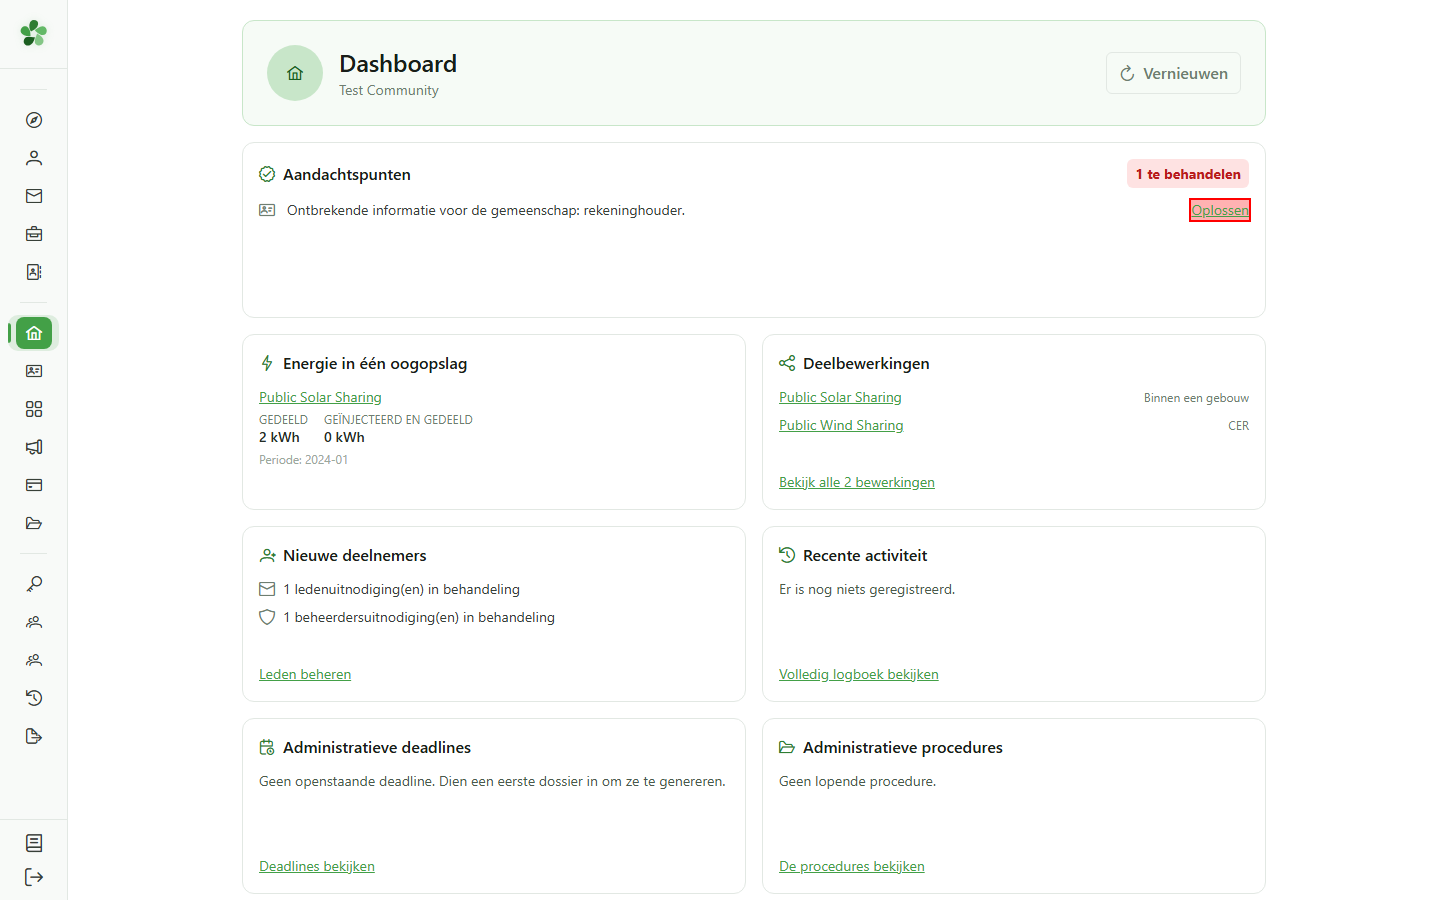 Dashboard
Test Community
Vernieuwen
Aandachtspunten
1 te behandelen
Ontbrekende informatie voor de gemeenschap: rekeninghouder.
Oplossen
Energie in één oogopslag
Public Solar Sharing
GEDEELD
GEÏNJECTEERD EN GEDEELD
2 kWh
0 kWh
Periode: 2024-01
Deelbewerkingen
Public Solar Sharing
Binnen een gebouw
Public Wind Sharing
CER
Bekijk alle 2 bewerkingen
Nieuwe deelnemers
1 ledenuitnodiging(en) in behandeling
1 beheerdersuitnodiging(en) in behandeling
Leden beheren
Recente activiteit
Er is nog niets geregistreerd.
Volledig logboek bekijken
Administratieve deadlines
Geen openstaande deadline. Dien een eerste dossier in om ze te genereren.
Deadlines bekijken
Administratieve procedures
Geen lopende procedure.
De procedures bekijken